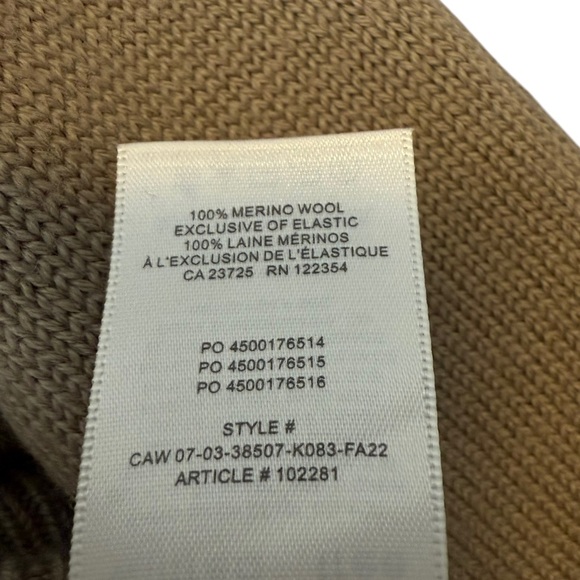 100% MERINO WOOL
EXCLUSIVE OF ELASTIC
100% LAINE MÉRINOS
À L'EXCLUSION DE L'ÉLASTIQUE
CA 23725 RN 122354
PO 4500176514
PO 4500176515
PO 4500176516
STYLE #
CAW 07-03-38507-K083-FA22
ARTICLE # 102281